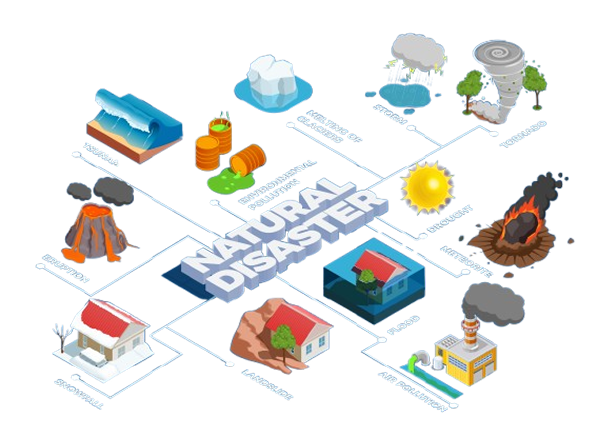 MELTING OF
GLACIERS
STORM
TORNADO
TSUNAMI
ENVIRONMENTAL
POLLUTION
NATURAL
DISASTER
DROUGHT
METEORITE
ERUPTION
FLOOD
SNOWFALL
LANDSLIDE
AIR POLLUTION